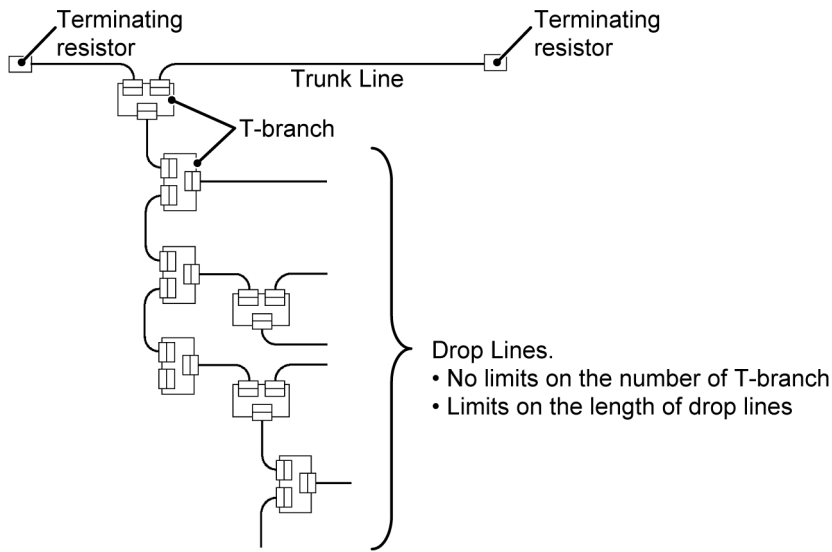 Terminating
resistor
Terminating
resistor
Trunk Line
T-branch
Drop Lines.
• No limits on the number of T-branch
• Limits on the length of drop lines